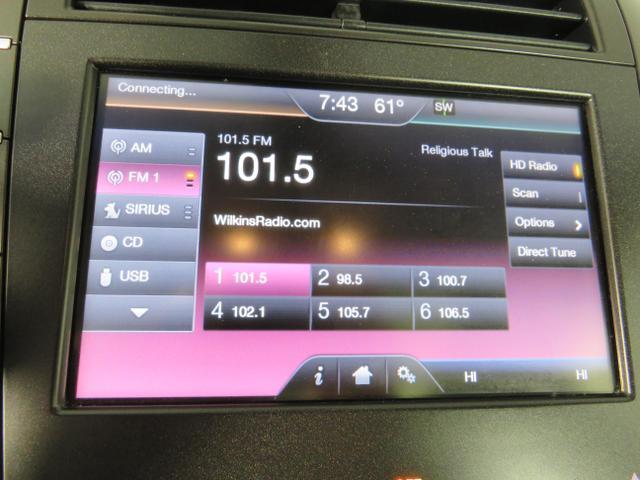 Connecting...
7:43 61° SW
AM
FM 1
SIRIUS
CD
USB
101.5 FM
101.5
Religious Talk
WilkinsRadio.com
HD Radio
Scan
Options
Direct Tune
1 101.5 2 98.5 3 100.7
4 102.1 5 105.7 6 106.5
i
HI HI